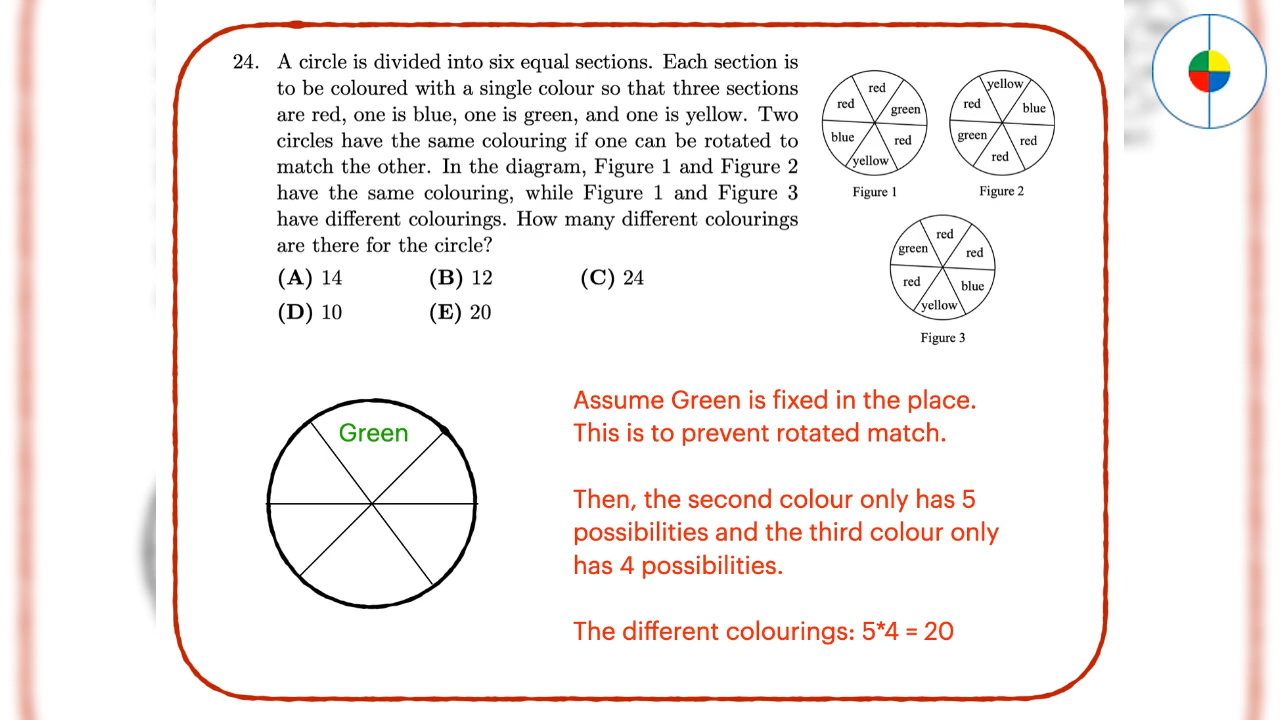 24. A circle is divided into six equal sections. Each section is
to be coloured with a single colour so that three sections
are red, one is blue, one is green, and one is yellow. Two
circles have the same colouring if one can be rotated to
match the other. In the diagram, Figure 1 and Figure 2
have the same colouring, while Figure 1 and Figure 3
have different colourings. How many different colourings
are there for the circle?
(A) 14 (B) 12 (C) 24
(D) 10 (E) 20
red
red
green
blue
red
yellow
Figure 1
yellow
red
blue
green
red
red
Figure 2
red
green
red
red
blue
yellow
Figure 3
Green
Assume Green is fixed in the place.
This is to prevent rotated match.
Then, the second colour only has 5
possibilities and the third colour only
has 4 possibilities.
The different colourings: 5*4 = 20